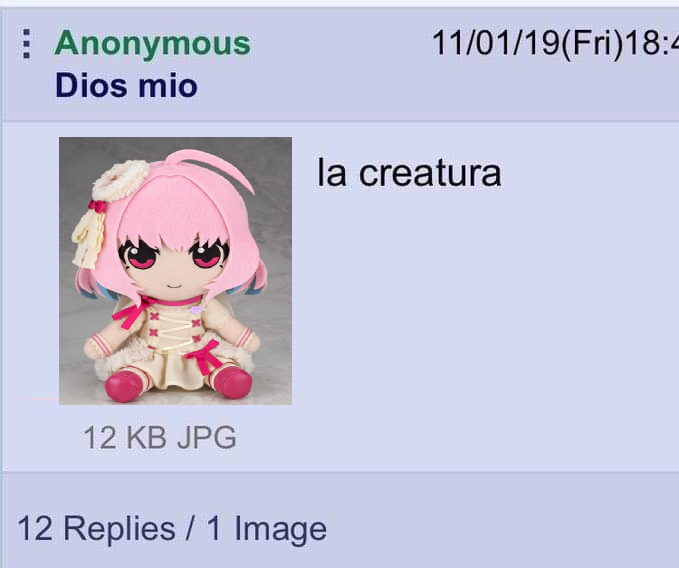 Anonymous 11/01/19(Fri)18:4
Dios mio
la creatura
12 KB JPG
12 Replies / 1 Image